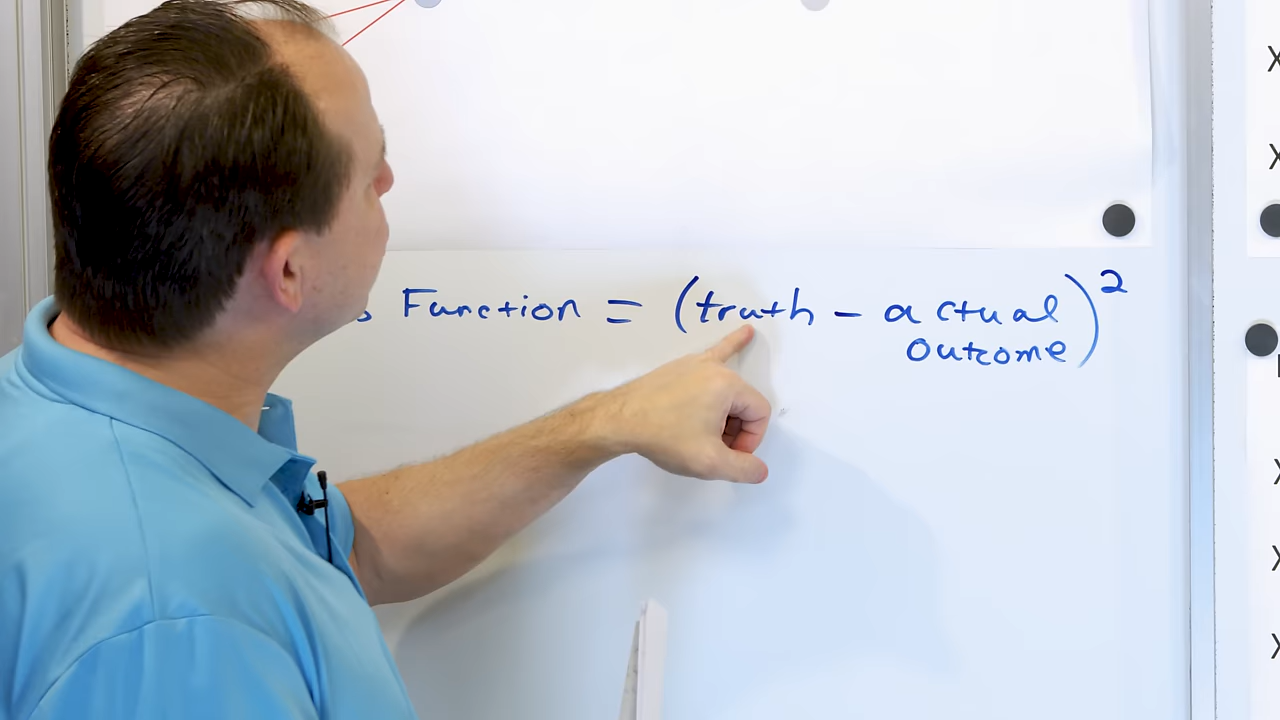 Function = (truth - actual
outcome)²
X
X
X
X
X